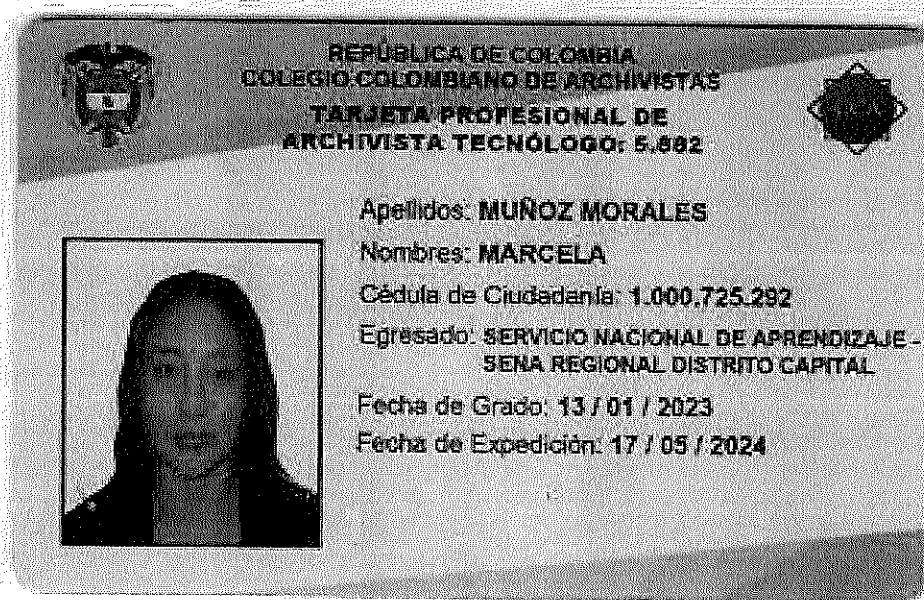 REPÚBLICA DE COLOMBIA
COLEGIO COLOMBIANO DE ARCHIVISTAS
TARJETA PROFESIONAL DE
ARCHIVISTA TECNÓLOGO: 5.882
Apellidos: MUÑOZ MORALES
Nombres: MARCELA
Cédula de Ciudadanía: 1.000.725.292
Egresado: SERVICIO NACIONAL DE APRENDIZAJE -
SENA REGIONAL DISTRITO CAPITAL
Fecha de Grado: 13 / 01 / 2023
Fecha de Expedición: 17 / 05 / 2024